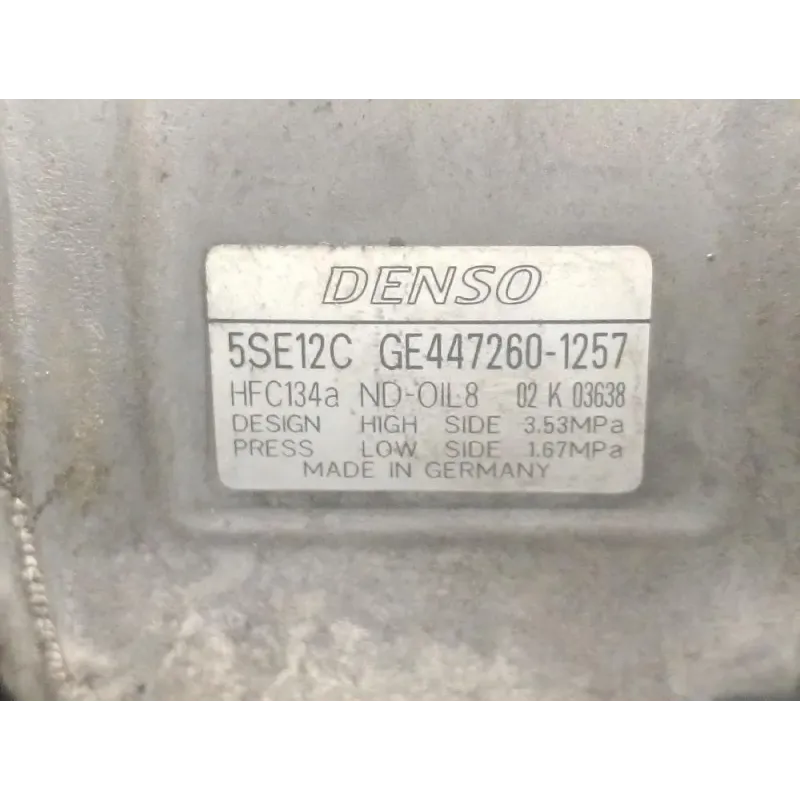 DENSO
5SE12C GE447260-1257
HFC134a ND-OIL8 02 K 03638
DESIGN HIGH SIDE 3.53MPa
PRESS LOW SIDE 1.67MPa
MADE IN GERMANY